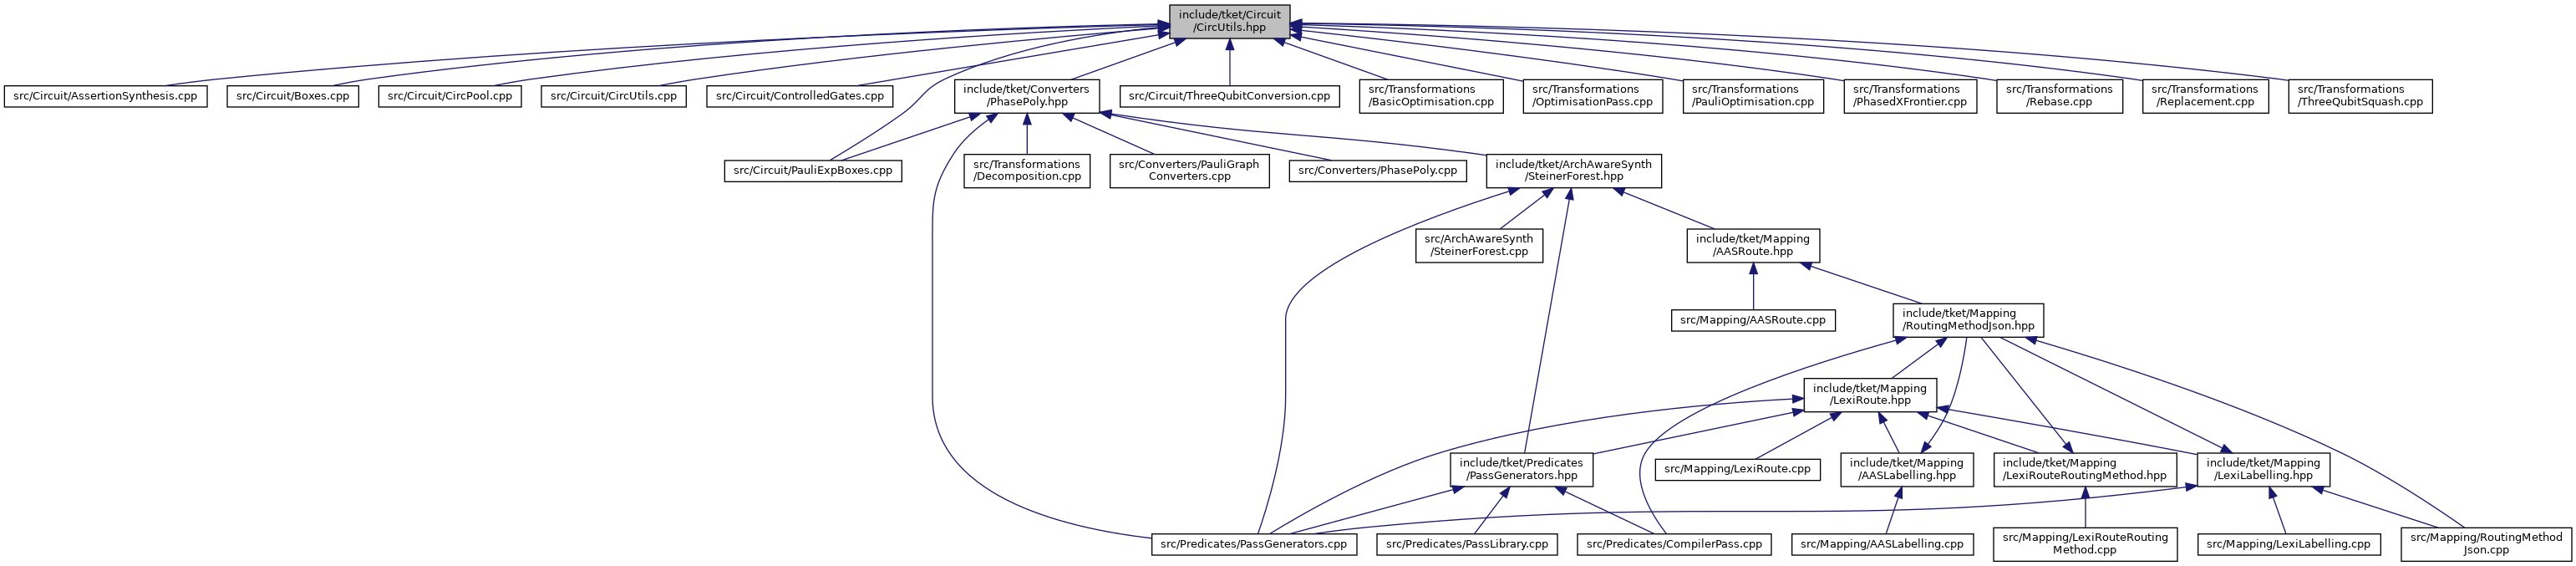 include/tket/Circuit
/CircUtils.hpp
src/Circuit/AssertionSynthesis.cpp
src/Circuit/Boxes.cpp
src/Circuit/CircPool.cpp
src/Circuit/CircUtils.cpp
src/Circuit/ControlledGates.cpp
include/tket/Converters
/PhasePoly.hpp
src/Circuit/ThreeQubitConversion.cpp
src/Transformations
/BasicOptimisation.cpp
src/Transformations
/OptimisationPass.cpp
src/Transformations
/PauliOptimisation.cpp
src/Transformations
/PhasedXFrontier.cpp
src/Transformations
/Rebase.cpp
src/Transformations
/Replacement.cpp
src/Transformations
/ThreeQubitSquash.cpp
src/Circuit/PauliExpBoxes.cpp
src/Transformations
/Decomposition.cpp
src/Converters/PauliGraph
Converters.cpp
src/Converters/PhasePoly.cpp
include/tket/ArchAwareSynth
/SteinerForest.hpp
src/ArchAwareSynth
/SteinerForest.cpp
include/tket/Mapping
/AASRoute.hpp
src/Mapping/AASRoute.cpp
include/tket/Mapping
/RoutingMethodJson.hpp
include/tket/Mapping
/LexiRoute.hpp
include/tket/Predicates
/PassGenerators.hpp
src/Mapping/LexiRoute.cpp
include/tket/Mapping
/AASLabelling.hpp
include/tket/Mapping
/LexiRouteRoutingMethod.hpp
include/tket/Mapping
/LexiLabelling.hpp
src/Predicates/PassGenerators.cpp
src/Predicates/PassLibrary.cpp
src/Predicates/CompilerPass.cpp
src/Mapping/AASLabelling.cpp
src/Mapping/LexiRouteRouting
Method.cpp
src/Mapping/LexiLabelling.cpp
src/Mapping/RoutingMethod
Json.cpp